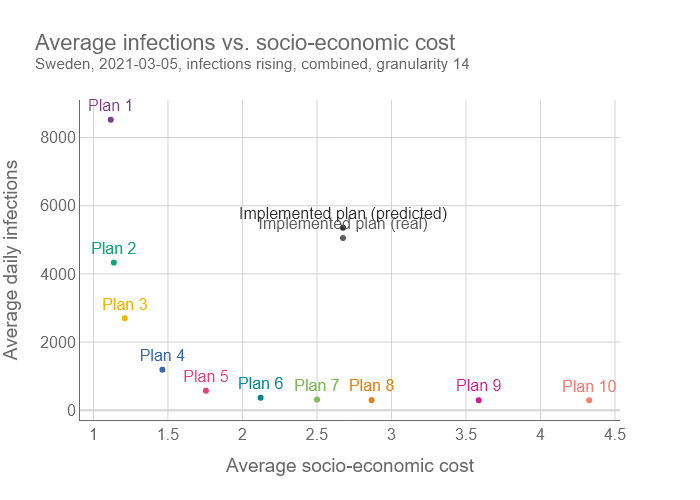 Average infections vs. socio-economic cost
Sweden, 2021-03-05, infections rising, combined, granularity 14
Plan 1
8000
6000
Implemented plan (predicted)
Implemented plan (real)
Plan 2
4000
Plan 3
2000
Plan 4
Plan 5
Plan 6
Plan 7
Plan 8
Plan 9
Plan 10
0
1
1.5
2
2.5
3
3.5
4
4.5
Average daily infections
Average socio-economic cost